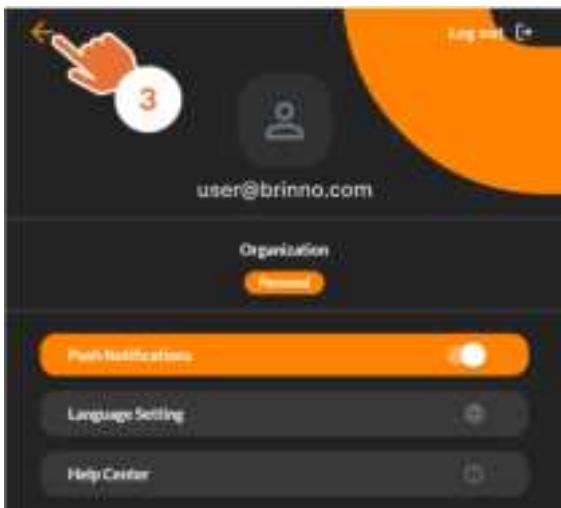 Log out
3
user@brinno.com
Organization
Personal
Push Notifications
Language Setting
Help Center